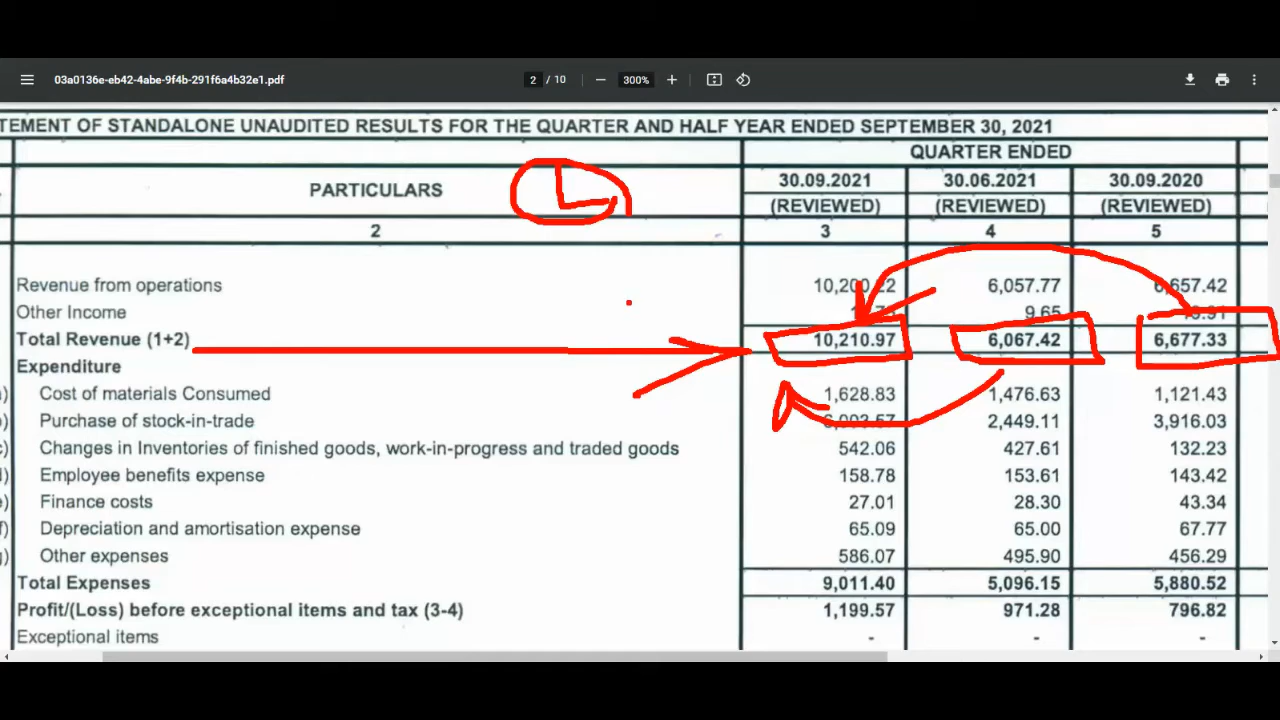 03a0136e-eb42-4abe-9f4b-291f6a4b32e1.pdf 2 / 10 300%
TEMENT OF STANDALONE UNAUDITED RESULTS FOR THE QUARTER AND HALF YEAR ENDED SEPTEMBER 30, 2021
QUARTER ENDED
PARTICULARS 30.09.2021 30.06.2021 30.09.2020
(REVIEWED) (REVIEWED) (REVIEWED)
2 3 4 5
Revenue from operations 6,057.77 6,657.42
Other Income 9.65
Total Revenue (1+2) 10,210.97 6,067.42 6,677.33
Expenditure
) Cost of materials Consumed 1,628.83 1,476.63 1,121.43
) Purchase of stock-in-trade 2,449.11 3,916.03
) Changes in Inventories of finished goods, work-in-progress and traded goods 542.06 427.61 132.23
) Employee benefits expense 158.78 153.61 143.42
) Finance costs 27.01 28.30 43.34
) Depreciation and amortisation expense 65.09 65.00 67.77
) Other expenses 586.07 495.90 456.29
Total Expenses 9,011.40 5,096.15 5,880.52
Profit/(Loss) before exceptional items and tax (3-4) 1,199.57 971.28 796.82
Exceptional items - - -